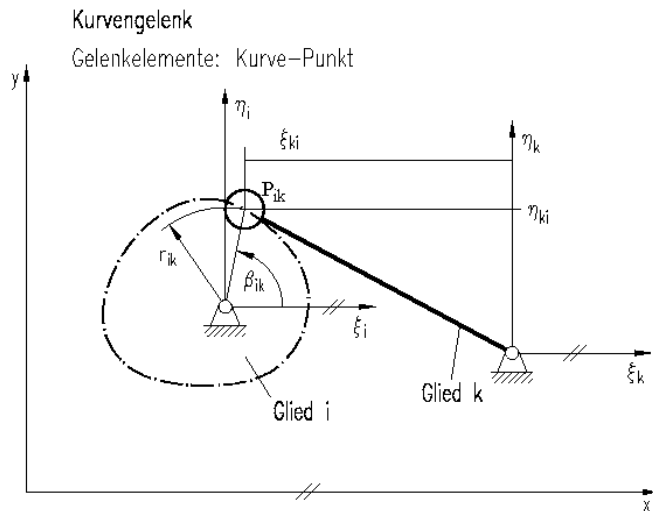 Kurvengelenk
Gelenkelemente: Kurve-Punkt
y
ηi
ξki
ηk
Pik
ηki
rik
βik
ξi
Glied k
ξk
Glied i
x